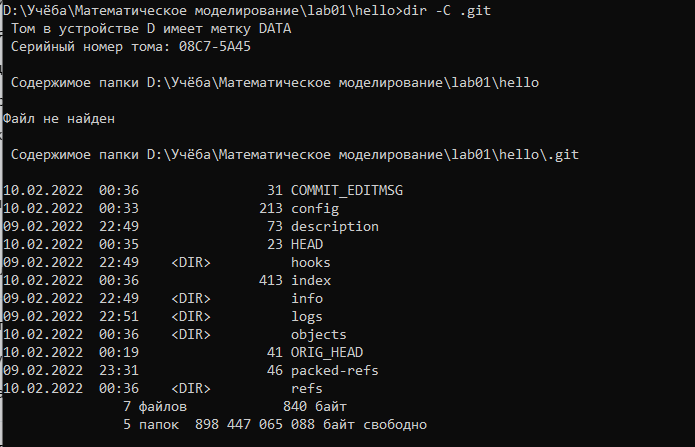 D:\Учёба\Математическое моделирование\lab01\hello>dir -C .git
Том в устройстве D имеет метку DATA
Серийный номер тома: 08C7-5A45
Содержимое папки D:\Учёба\Математическое моделирование\lab01\hello
Файл не найден
Содержимое папки D:\Учёба\Математическое моделирование\lab01\hello\.git
10.02.2022  00:36                31 COMMIT_EDITMSG
10.02.2022  00:33               213 config
09.02.2022  22:49                73 description
10.02.2022  00:35                23 HEAD
09.02.2022  22:49    <DIR>          hooks
10.02.2022  00:36               413 index
09.02.2022  22:49    <DIR>          info
09.02.2022  22:51    <DIR>          logs
10.02.2022  00:36    <DIR>          objects
10.02.2022  00:19                41 ORIG_HEAD
09.02.2022  23:31                46 packed-refs
10.02.2022  00:36    <DIR>          refs
7 файлов            840 байт
5 папок  898 447 065 088 байт свободно